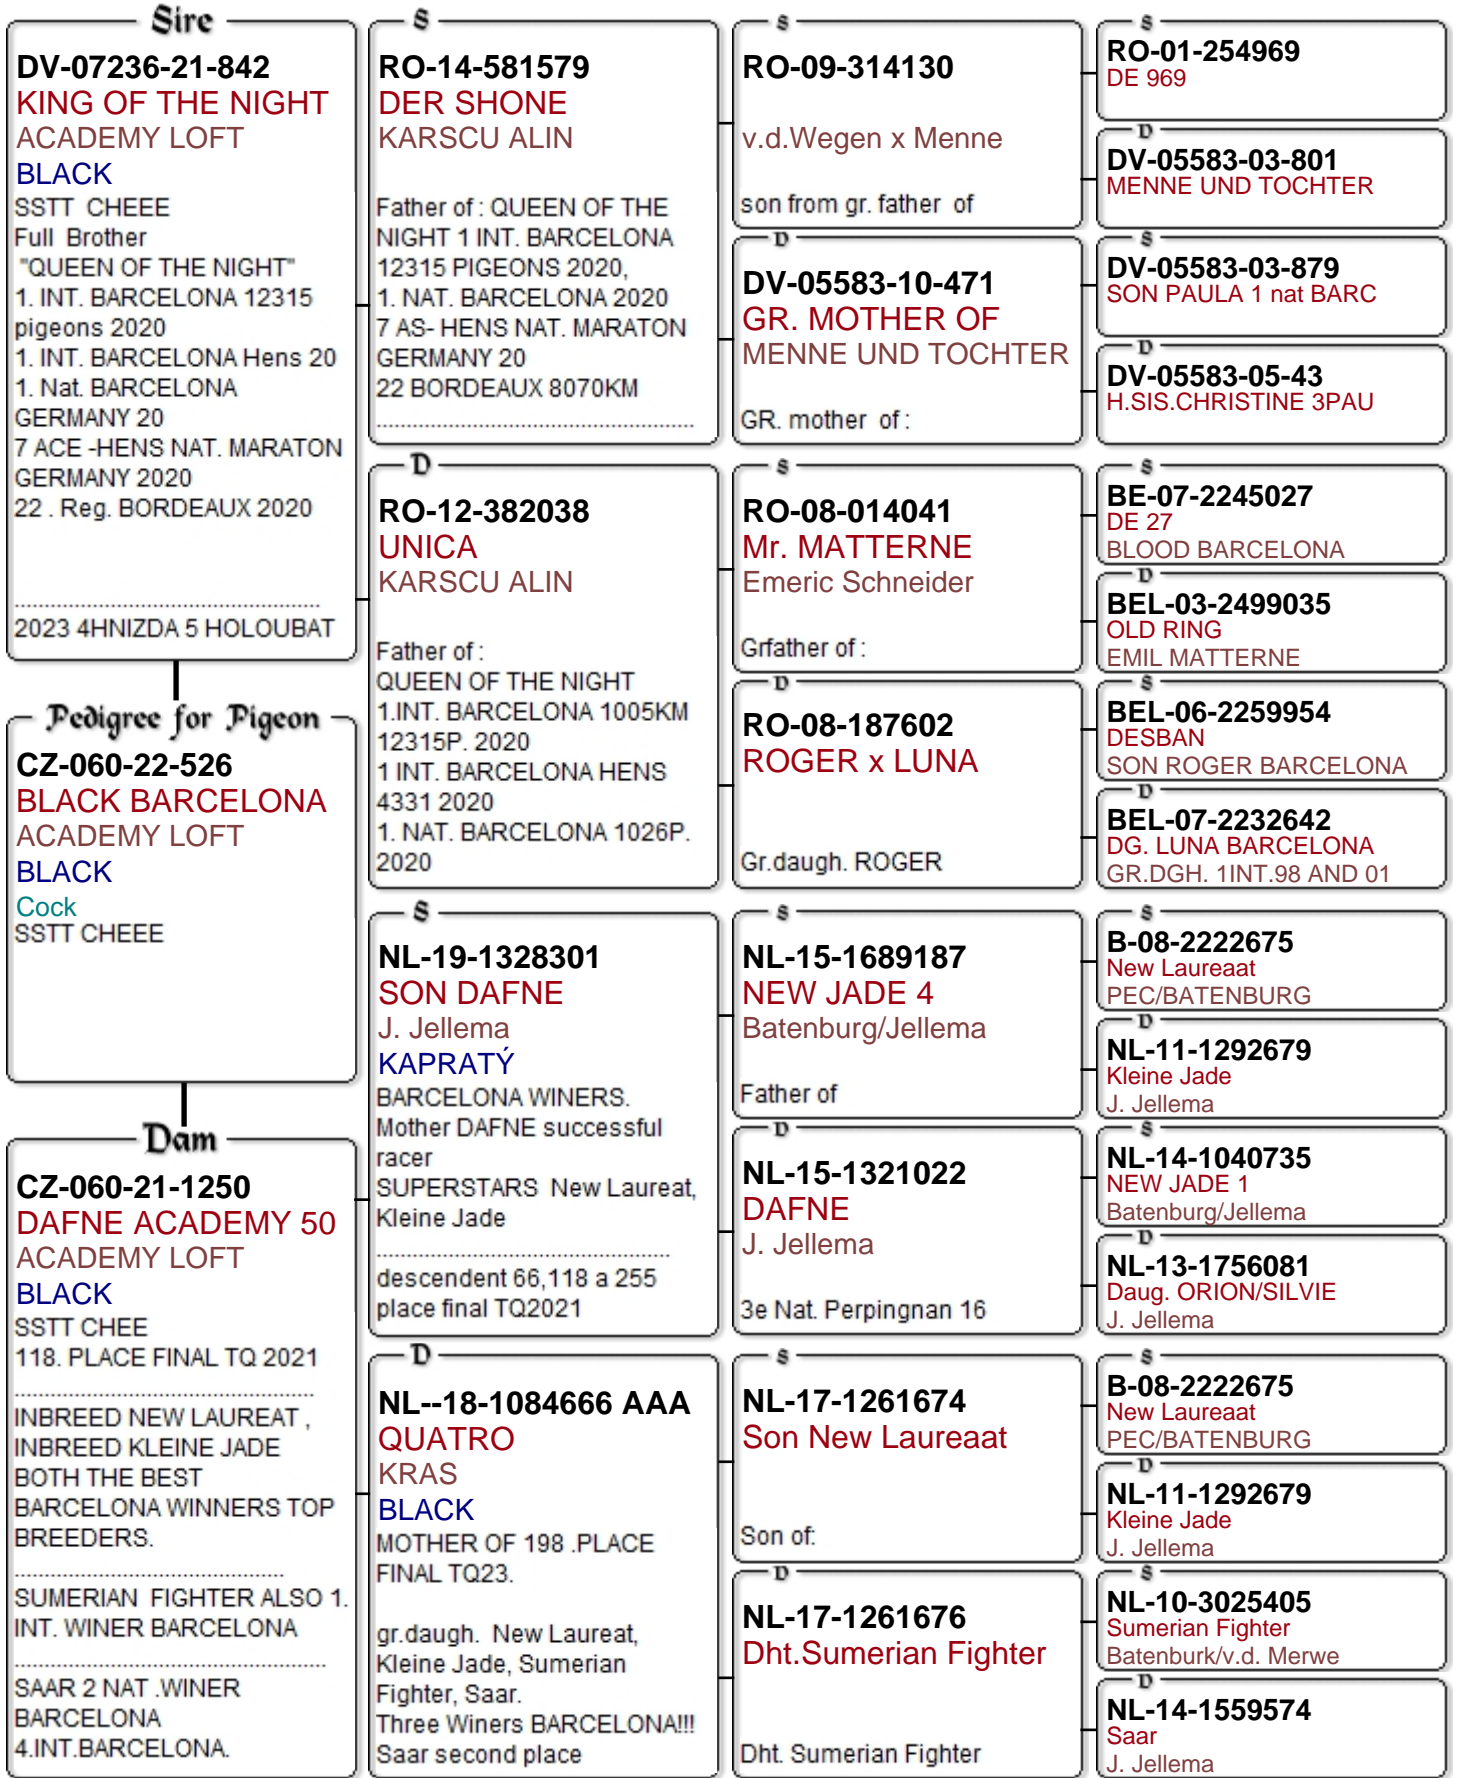 Sire
DV-07236-21-842
KING OF THE NIGHT
ACADEMY LOFT
BLACK
SSTT CHEEE
Full Brother
"QUEEN OF THE NIGHT"
1. INT. BARCELONA 12315
pigeons 2020
1. INT. BARCELONA Hens 20
1. Nat. BARCELONA
GERMANY 20
7 ACE -HENS NAT. MARATON
GERMANY 2020
22 . Reg. BORDEAUX 2020
...................................................
2023 4HNIZDA 5 HOLOUBAT
Pedigree for Pigeon
CZ-060-22-526
BLACK BARCELONA
ACADEMY LOFT
BLACK
Cock
SSTT CHEEE
Dam
CZ-060-21-1250
DAFNE ACADEMY 50
ACADEMY LOFT
BLACK
SSTT CHEE
118. PLACE FINAL TQ 2021
..................................................
INBREED NEW LAUREAT ,
INBREED KLEINE JADE
BOTH THE BEST
BARCELONA WINNERS TOP
BREEDERS.
.............................................
SUMERIAN FIGHTER ALSO 1.
INT. WINER BARCELONA
....................................................
SAAR 2 NAT .WINER
BARCELONA
4.INT.BARCELONA.
S
RO-14-581579
DER SHONE
KARSCU ALIN
Father of : QUEEN OF THE
NIGHT 1 INT. BARCELONA
12315 PIGEONS 2020,
1. NAT. BARCELONA 2020
7 AS- HENS NAT. MARATON
GERMANY 20
22 BORDEAUX 8070KM
.....................................................
D
RO-12-382038
UNICA
KARSCU ALIN
Father of :
QUEEN OF THE NIGHT
1.INT. BARCELONA 1005KM
12315P. 2020
1 INT. BARCELONA HENS
4331 2020
1. NAT. BARCELONA 1026P.
2020
S
NL-19-1328301
SON DAFNE
J. Jellema
KAPRATÝ
BARCELONA WINERS.
Mother DAFNE successful
racer
SUPERSTARS New Laureat,
Kleine Jade
.................................................
descendent 66,118 a 255
place final TQ2021
D
NL--18-1084666 AAA
QUATRO
KRAS
BLACK
MOTHER OF 198 .PLACE
FINAL TQ23.
gr.daugh. New Laureat,
Kleine Jade, Sumerian
Fighter, Saar.
Three Winers BARCELONA!!!
Saar second place
S
RO-09-314130
v.d.Wegen x Menne
son from gr. father of
D
DV-05583-10-471
GR. MOTHER OF
MENNE UND TOCHTER
GR. mother of :
S
RO-08-014041
Mr. MATTERNE
Emeric Schneider
Grfather of :
D
RO-08-187602
ROGER x LUNA
Gr.daugh. ROGER
S
NL-15-1689187
NEW JADE 4
Batenburg/Jellema
Father of
D
NL-15-1321022
DAFNE
J. Jellema
3e Nat. Perpingnan 16
S
NL-17-1261674
Son New Laureaat
Son of:
D
NL-17-1261676
Dht.Sumerian Fighter
Dht. Sumerian Fighter
S
RO-01-254969
DE 969
D
DV-05583-03-801
MENNE UND TOCHTER
S
DV-05583-03-879
SON PAULA 1 nat BARC
D
DV-05583-05-43
H.SIS.CHRISTINE 3PAU
S
BE-07-2245027
DE 27
BLOOD BARCELONA
D
BEL-03-2499035
OLD RING
EMIL MATTERNE
S
BEL-06-2259954
DESBAN
SON ROGER BARCELONA
D
BEL-07-2232642
DG. LUNA BARCELONA
GR.DGH. 1INT.98 AND 01
S
B-08-2222675
New Laureaat
PEC/BATENBURG
D
NL-11-1292679
Kleine Jade
J. Jellema
S
NL-14-1040735
NEW JADE 1
Batenburg/Jellema
D
NL-13-1756081
Daug. ORION/SILVIE
J. Jellema
S
B-08-2222675
New Laureaat
PEC/BATENBURG
D
NL-11-1292679
Kleine Jade
J. Jellema
S
NL-10-3025405
Sumerian Fighter
Batenburk/v.d. Merwe
D
NL-14-1559574
Saar
J. Jellema